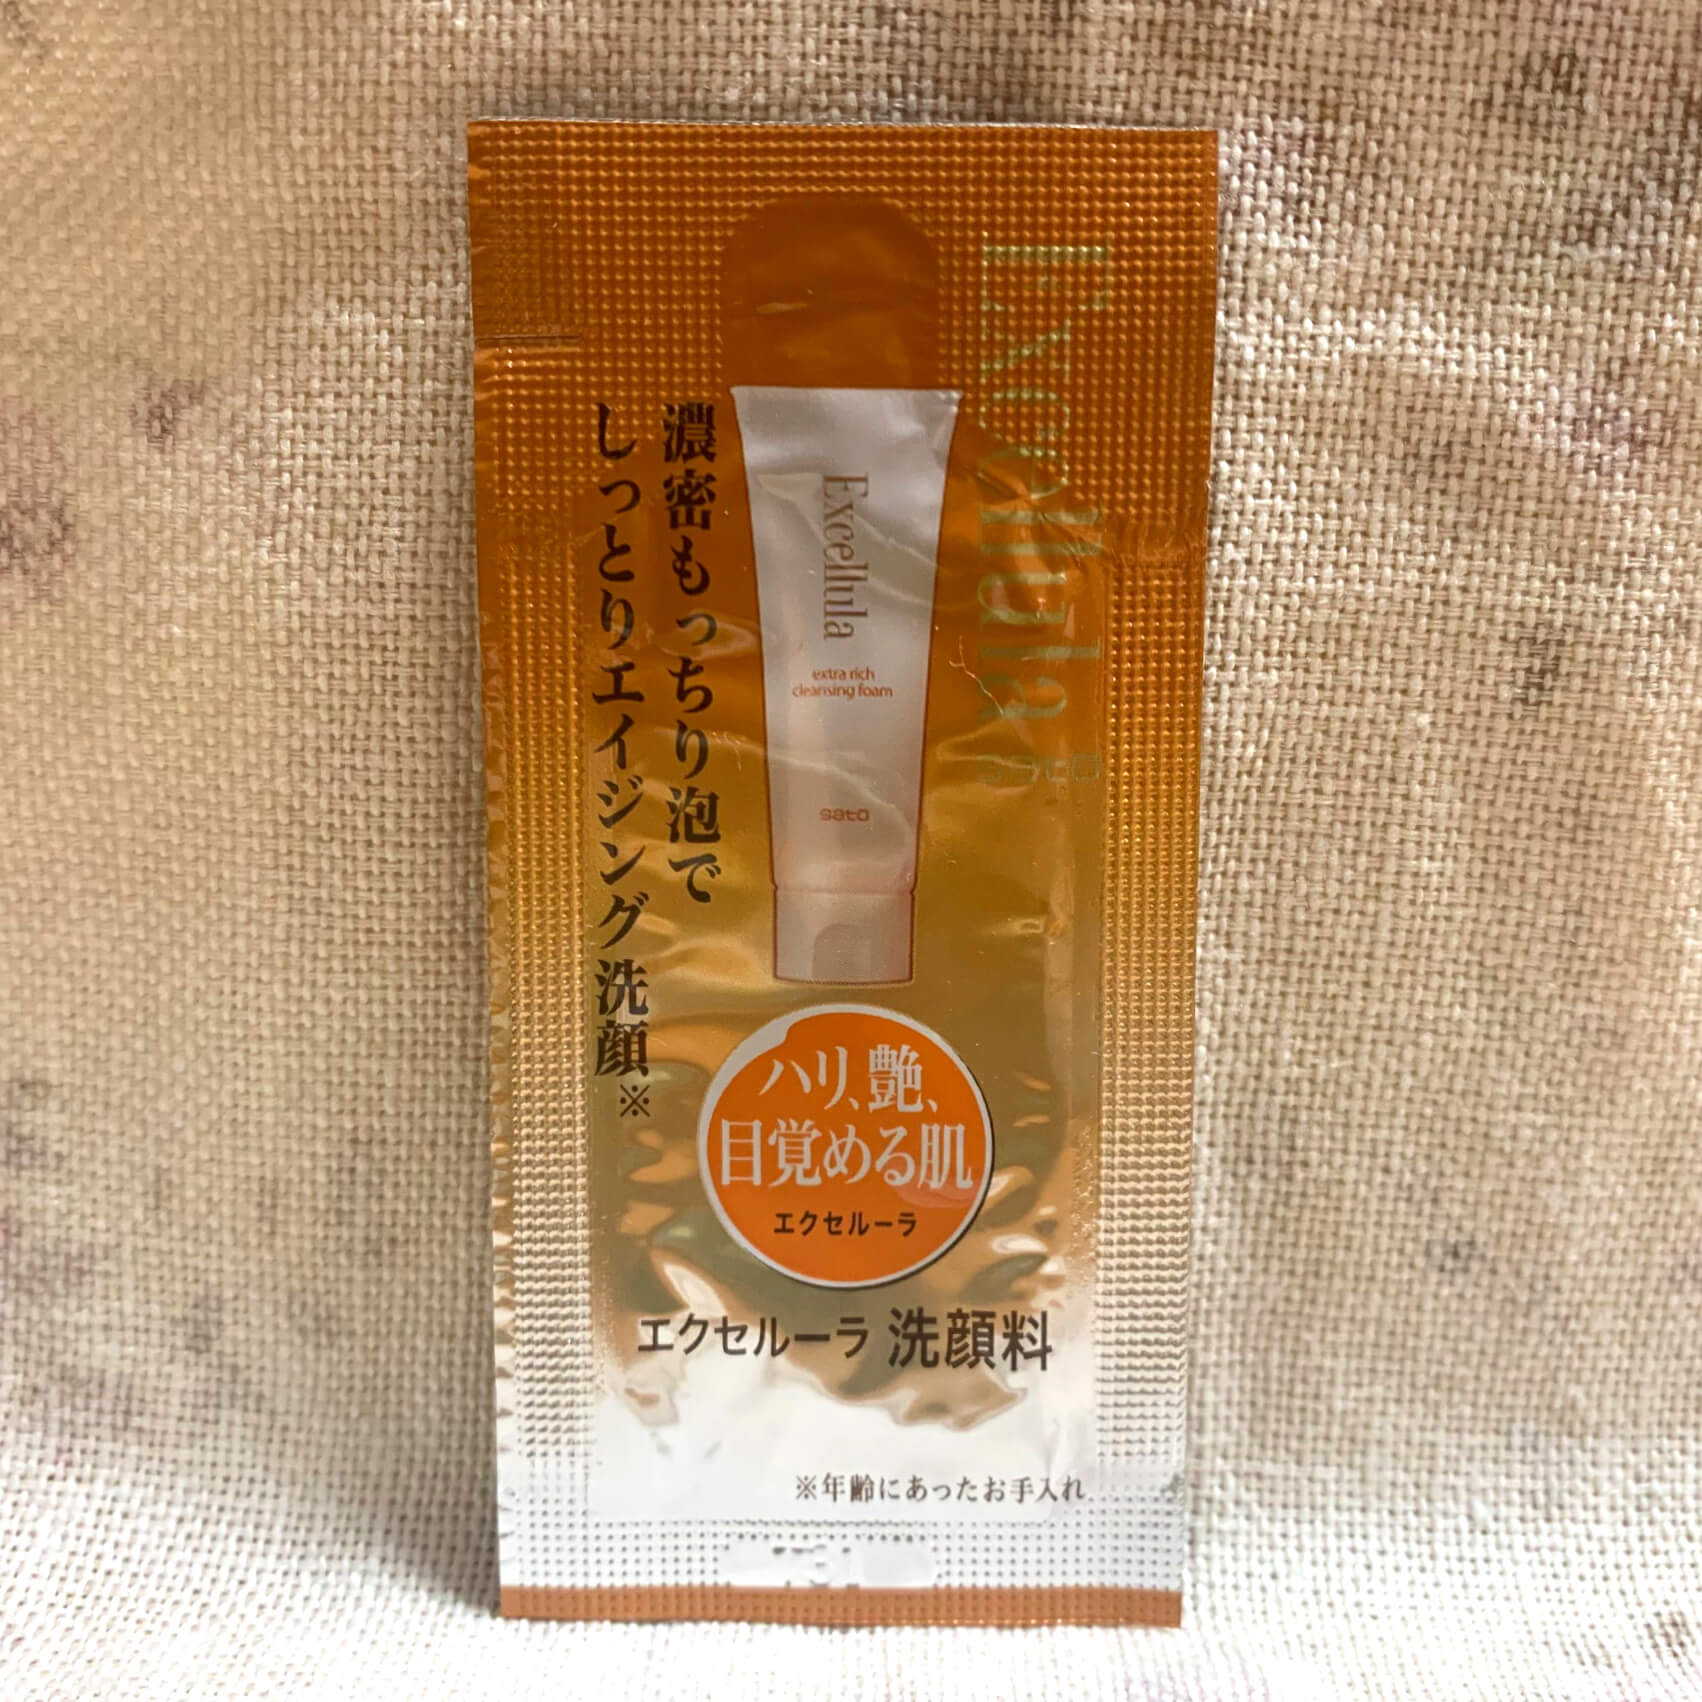 Excellula
sato
濃密もっちり泡で
しっとりエイジング洗顔※
Excellula
extra rich
cleansing foam
sato
ハリ、艶、
目覚める肌
エクセルーラ
エクセルーラ 洗顔料
※年齢にあったお手入れ